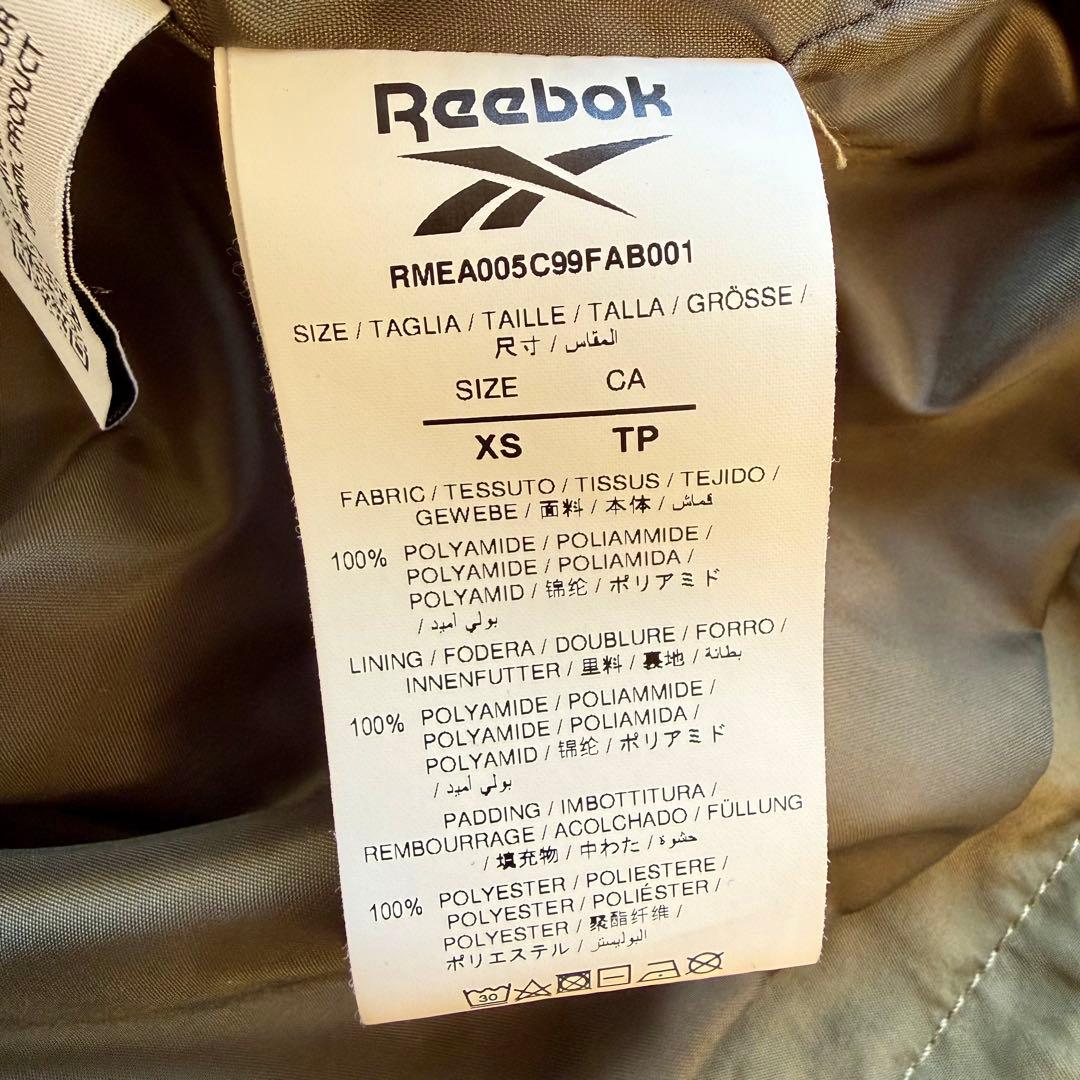 Reebok
RMEA005C99FAB001
SIZE / TAGLIA / TAILLE / TALLA / GRÖSSE /
尺寸 / المقاس
SIZE CA
XS TP
FABRIC / TESSUTO / TISSUS / TEJIDO /
GEWEBE / 面料 / 本体 / قماش
100% POLYAMIDE / POLIAMMIDE /
POLYAMIDE / POLIAMIDA /
POLYAMID / 锦纶 / ポリアミド
/ بولي اميد
LINING / FODERA / DOUBLURE / FORRO /
INNENFUTTER / 里料 / 裏地 / بطانة
100% POLYAMIDE / POLIAMMIDE /
POLYAMIDE / POLIAMIDA /
POLYAMID / 锦纶 / ポリアミド
/ بولي اميد
PADDING / IMBOTTITURA /
REMBOURRAGE / ACOLCHADO / FÜLLUNG
/ 填充物 / 中わた / حشوة
100% POLYESTER / POLIESTERE /
POLYESTER / POLIÉSTER /
POLYESTER / 聚酯纤维 /
ポリエステル / البوليستر
30
PRODUCT